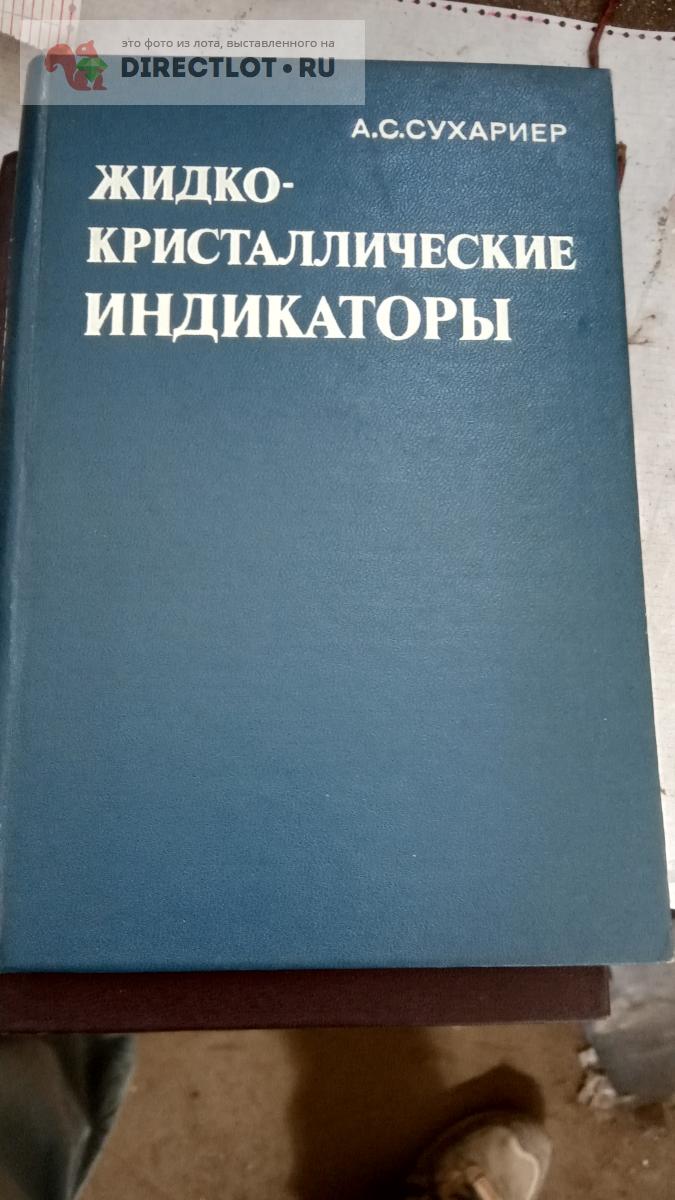 это фото из лота, выставленного на
DIRECTLOT.RU
А.С.СУХАРИЕР
ЖИДКО-
КРИСТАЛЛИЧЕСКИЕ
ИНДИКАТОРЫ